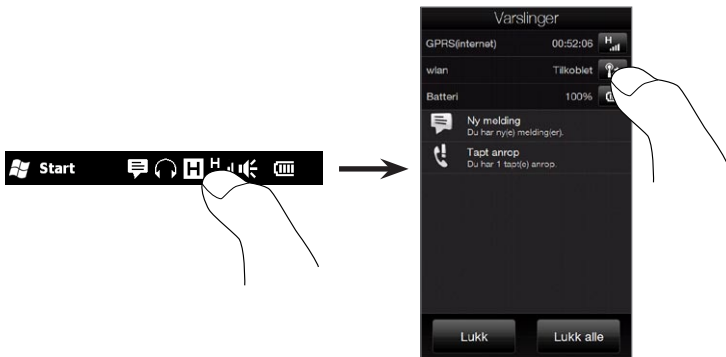 Start
H
H
Varslinger
GPRS(internet) 00:52:06 H
wlan Tilkoblet
Batteri 100%
Ny melding
Du har ny(e) melding(er).
Tapt anrop
Du har 1 tapt(e) anrop.
Lukk Lukk alle